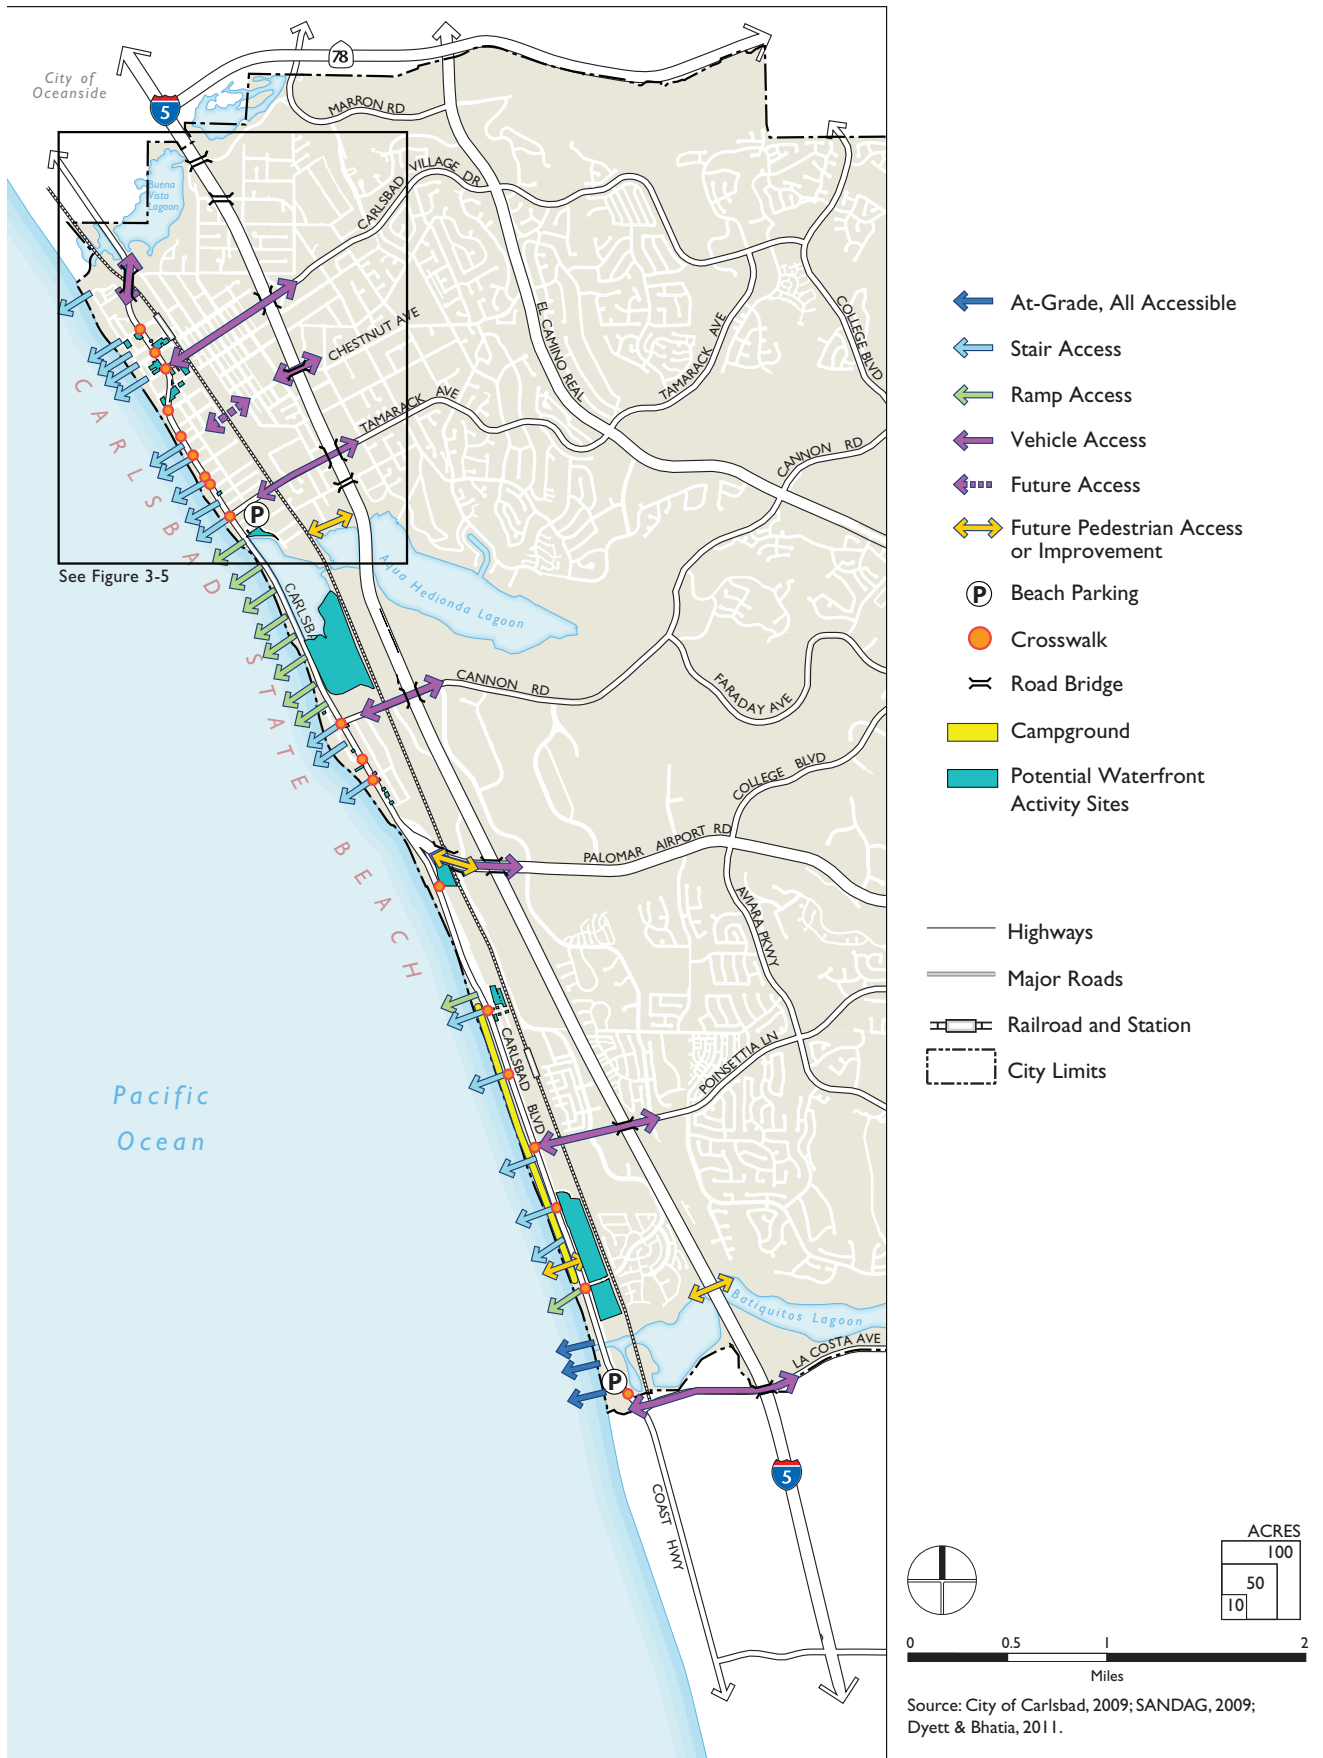 City of
Oceanside
78
5
MARRON RD
CARLSBAD VILLAGE DR
Buena
Vista
Lagoon
CHESTNUT AVE
TAMARACK AVE
EL CAMINO REAL
TAMARACK AVE
COLLEGE BLVD
CANNON RD
P
See Figure 3-5
CARLSBAD STATE BEACH
CARLSB
Aqua Hedionda Lagoon
CANNON RD
FARADAY AVE
COLLEGE BLVD
PALOMAR AIRPORT RD
AVIARA PKWY
Pacific
Ocean
CARLSBAD BLVD
POINSETTIA LN
Batiquitos Lagoon
LA COSTA AVE
P
5
COAST HWY
At-Grade, All Accessible
Stair Access
Ramp Access
Vehicle Access
Future Access
Future Pedestrian Access
or Improvement
P Beach Parking
Crosswalk
Road Bridge
Campground
Potential Waterfront
Activity Sites
Highways
Major Roads
Railroad and Station
City Limits
ACRES
100
50
10
0 0.5 1 2
Miles
Source: City of Carlsbad, 2009; SANDAG, 2009;
Dyett & Bhatia, 2011.